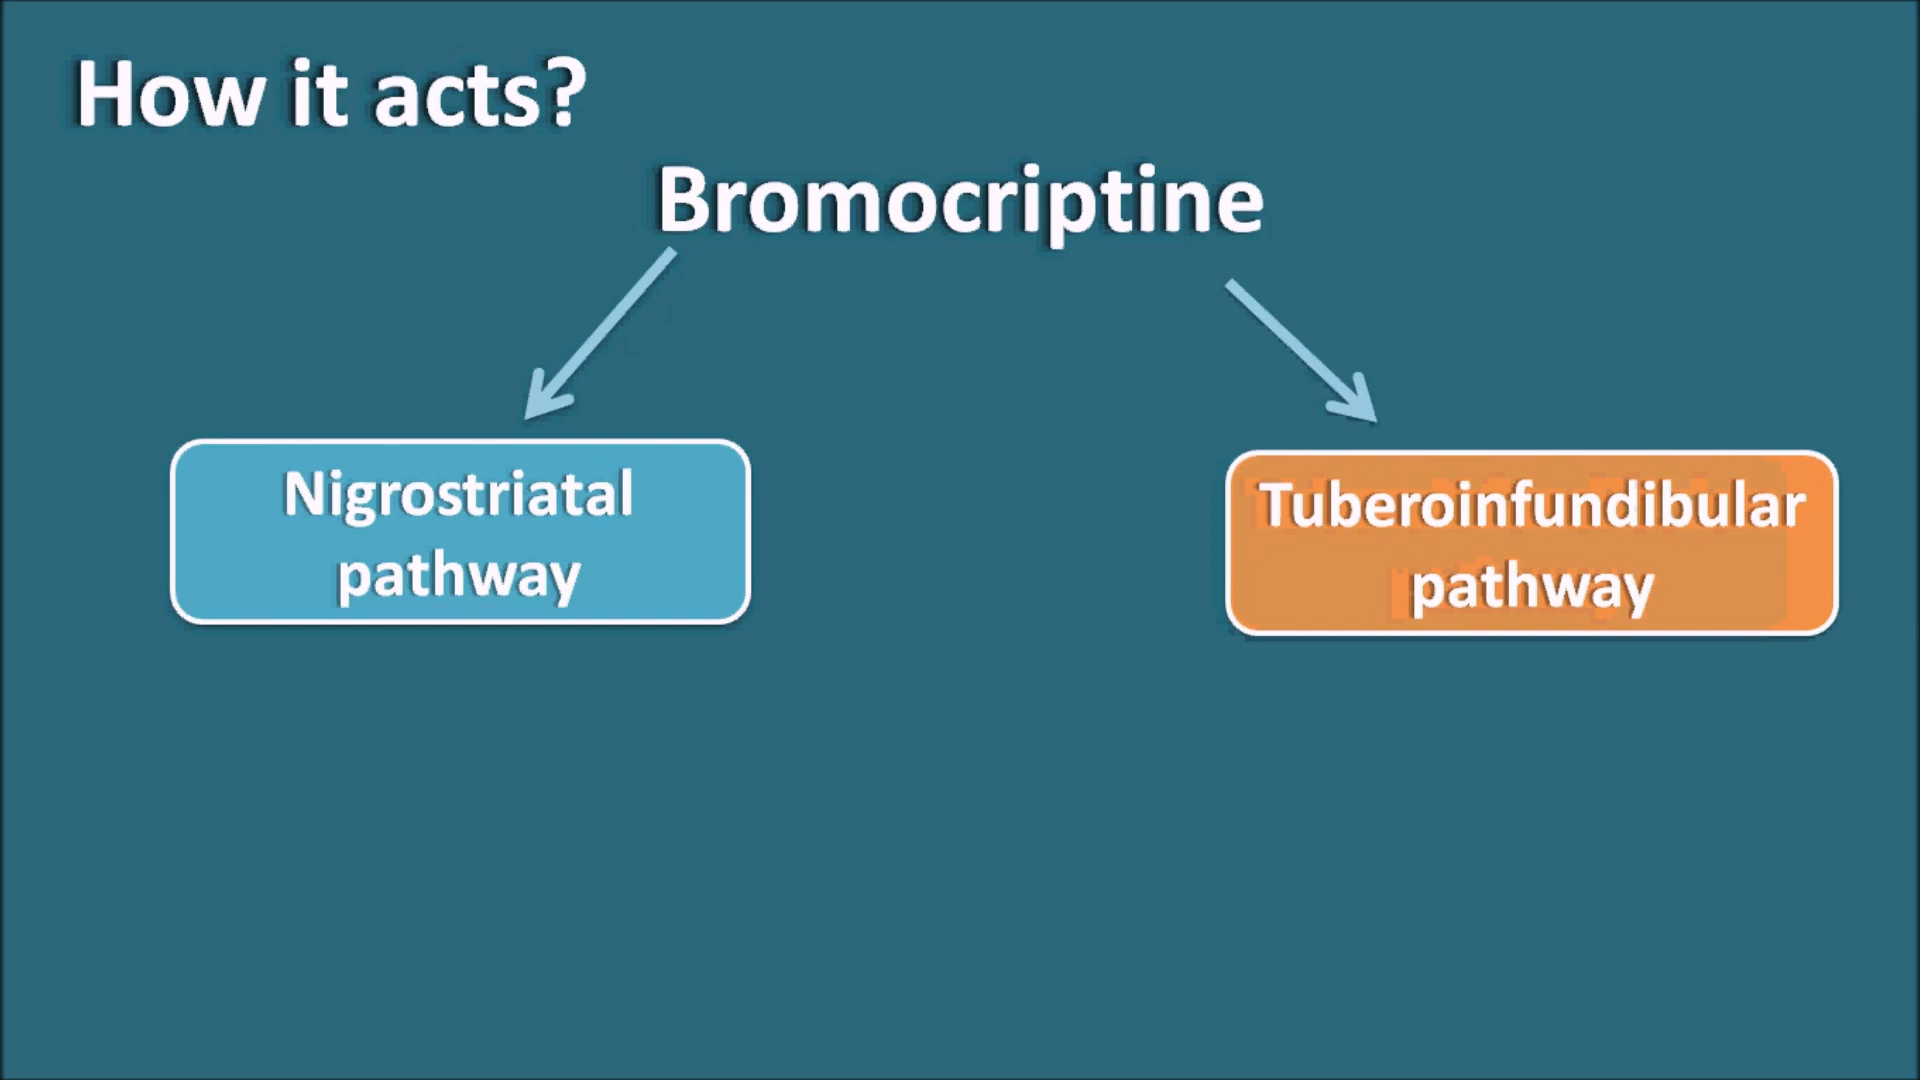 How it acts?
Bromocriptine
Nigrostriatal
pathway
Tuberoinfundibular
pathway